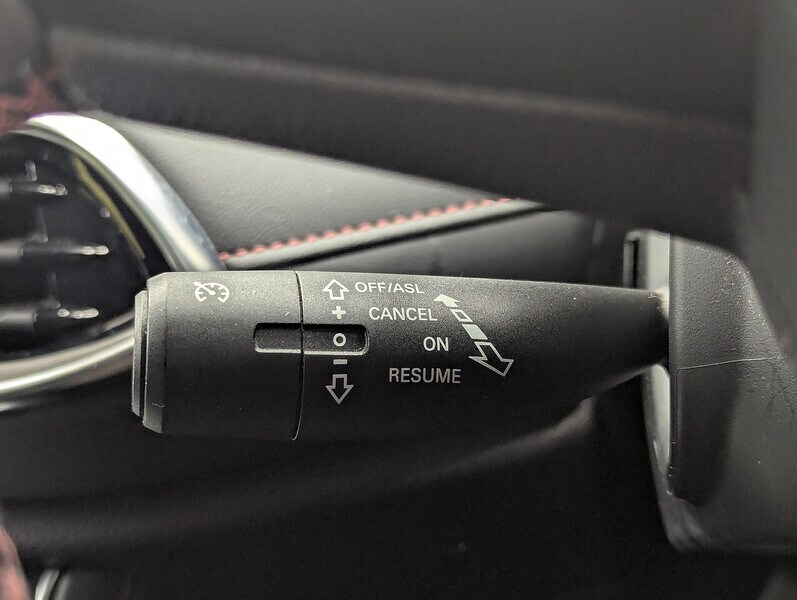 OFF/ASL
+ CANCEL
O ON
-
RESUME